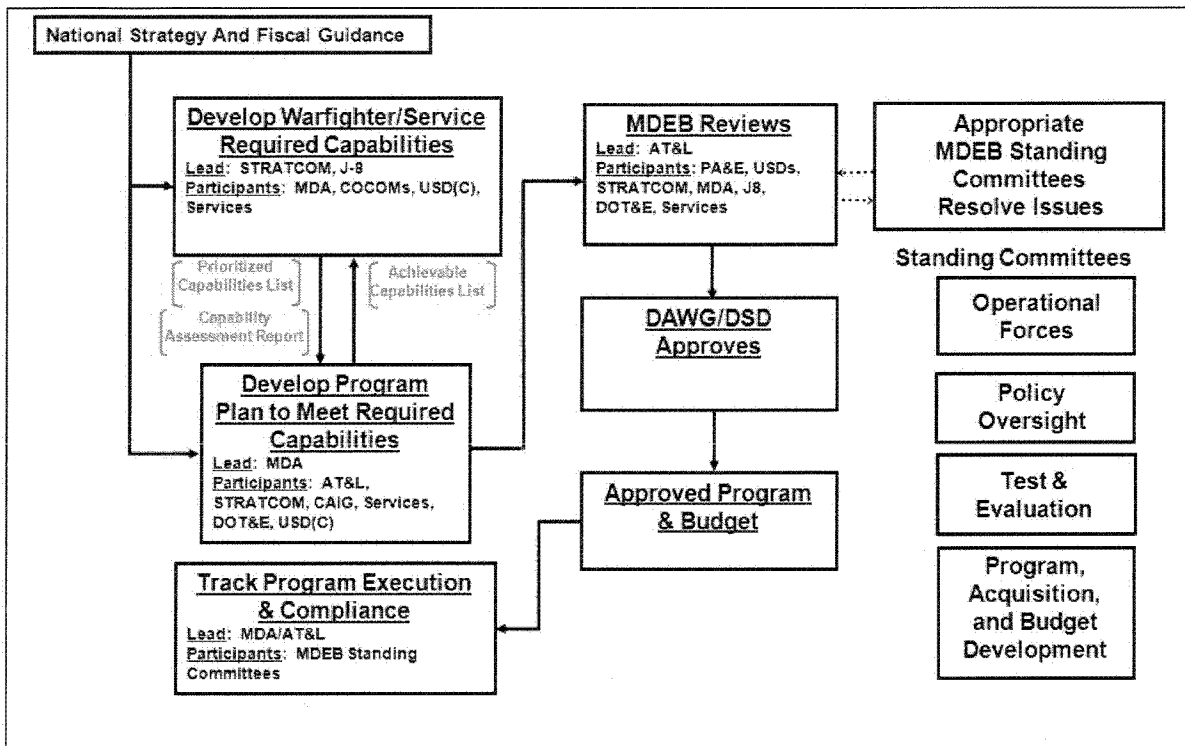 National Strategy And Fiscal Guidance
Develop Warfighter/Service
Required Capabilities
Lead: STRATCOM, J-8
Participants: MDA, COCOMs, USD(C),
Services
Prioritized
Capabilities List
Achievable
Capabilities List
Capability
Assessment Report
Develop Program
Plan to Meet Required
Capabilities
Lead: MDA
Participants: AT&L,
STRATCOM, CAIG, Services,
DOT&E, USD(C)
Track Program Execution
& Compliance
Lead: MDA/AT&L
Participants: MDEB Standing
Committees
MDEB Reviews
Lead: AT&L
Participants: PA&E, USDs,
STRATCOM, MDA, J8,
DOT&E, Services
DAWG/DSD
Approves
Approved Program
& Budget
Appropriate
MDEB Standing
Committees
Resolve Issues
Standing Committees
Operational
Forces
Policy
Oversight
Test &
Evaluation
Program,
Acquisition,
and Budget
Development